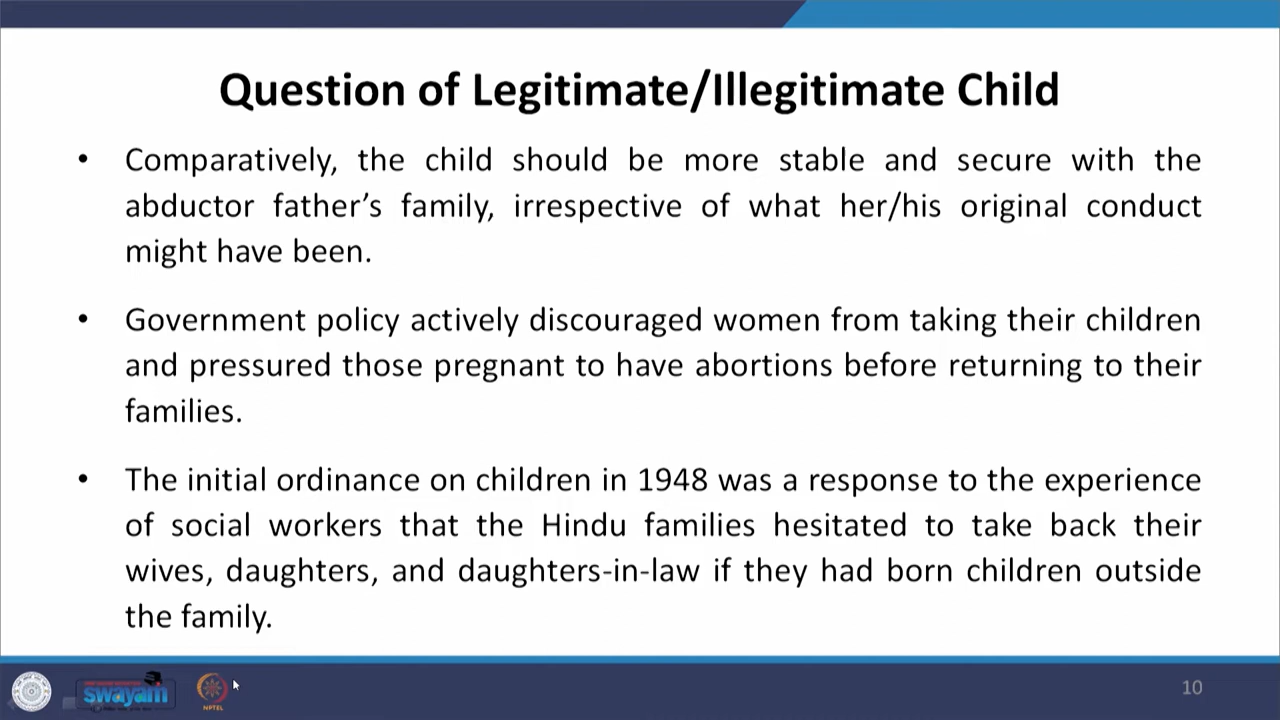 Question of Legitimate/Illegitimate Child
• Comparatively, the child should be more stable and secure with the
abductor father's family, irrespective of what her/his original conduct
might have been.
• Government policy actively discouraged women from taking their children
and pressured those pregnant to have abortions before returning to their
families.
• The initial ordinance on children in 1948 was a response to the experience
of social workers that the Hindu families hesitated to take back their
wives, daughters, and daughters-in-law if they had born children outside
the family.
swayam
NPTEL
10